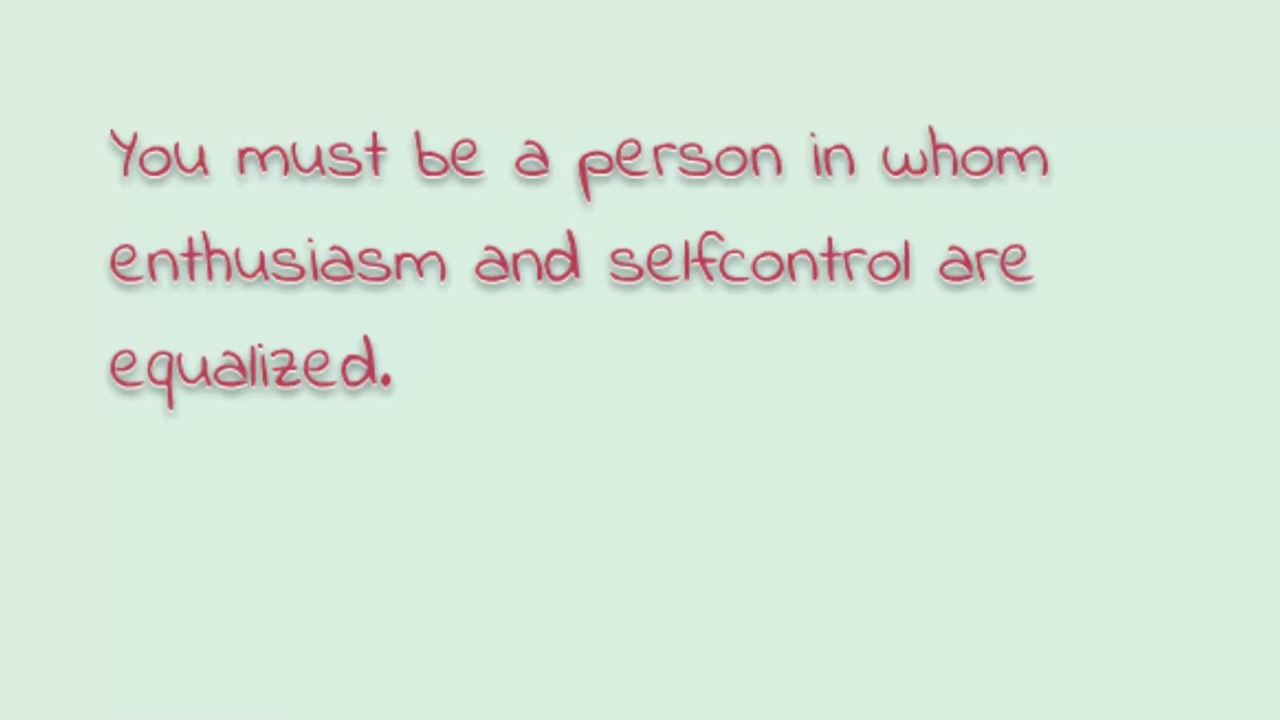 You must be a person in whom
enthusiasm and selfcontrol are
equalized.